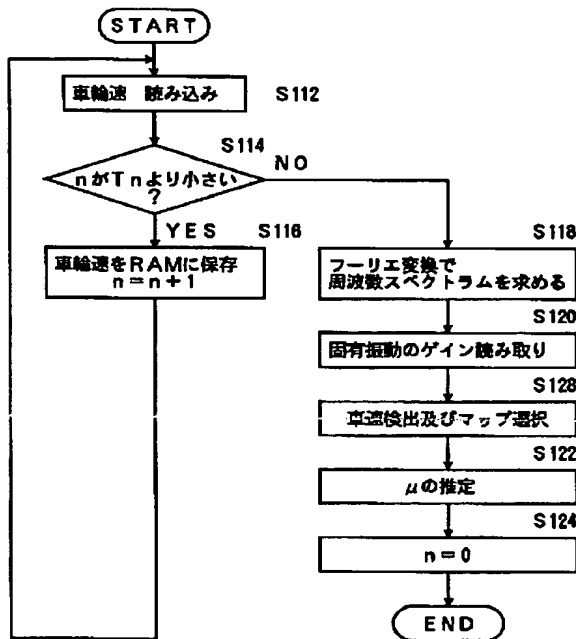 START
車輪速 読み込み
S112
S114
nがTnより小さい
?
NO
YES
S116
車輪速をRAMに保存
n=n+1
S118
フーリエ変換で
周波数スペクトラムを求める
S120
固有振動のゲイン読み取り
S128
車速検出及びマップ選択
S122
μの推定
S124
n=0
END